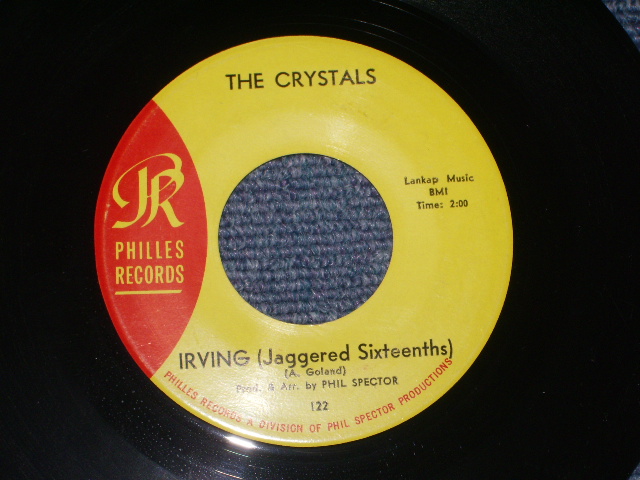 THE CRYSTALS
Lankap Music
BMI
Time: 2:00
PR
PHILLES
RECORDS
IRVING (Jaggered Sixteenths)
(A. Goland)
Prod. & Arr. by PHIL SPECTOR
122
PHILLES RECORDS A DIVISION OF PHIL SPECTOR PRODUCTIONS